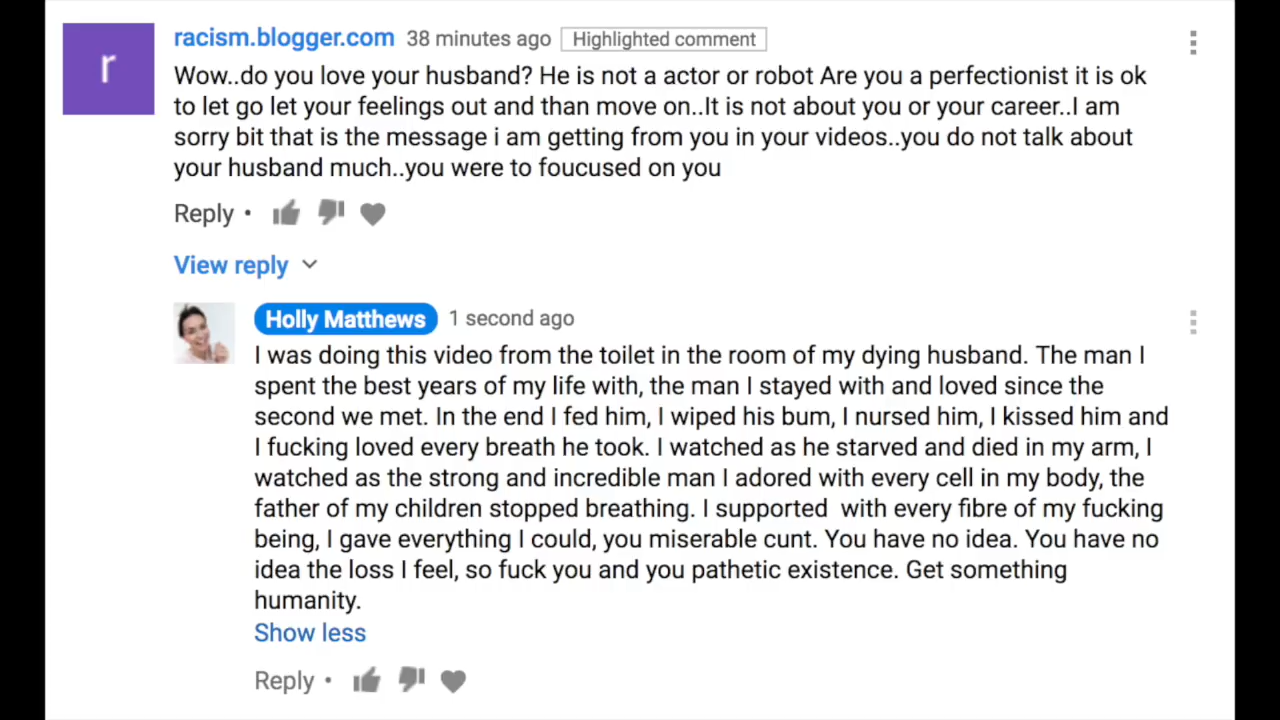 r
racism.blogger.com 38 minutes ago Highlighted comment
Wow..do you love your husband? He is not a actor or robot Are you a perfectionist it is ok
to let go let your feelings out and than move on..It is not about you or your career..I am
sorry bit that is the message i am getting from you in your videos..you do not talk about
your husband much..you were to foucused on you
Reply •
View reply
Holly Matthews 1 second ago
I was doing this video from the toilet in the room of my dying husband. The man I
spent the best years of my life with, the man I stayed with and loved since the
second we met. In the end I fed him, I wiped his bum, I nursed him, I kissed him and
I fucking loved every breath he took. I watched as he starved and died in my arm, I
watched as the strong and incredible man I adored with every cell in my body, the
father of my children stopped breathing. I supported  with every fibre of my fucking
being, I gave everything I could, you miserable cunt. You have no idea. You have no
idea the loss I feel, so fuck you and you pathetic existence. Get something
humanity.
Show less
Reply •